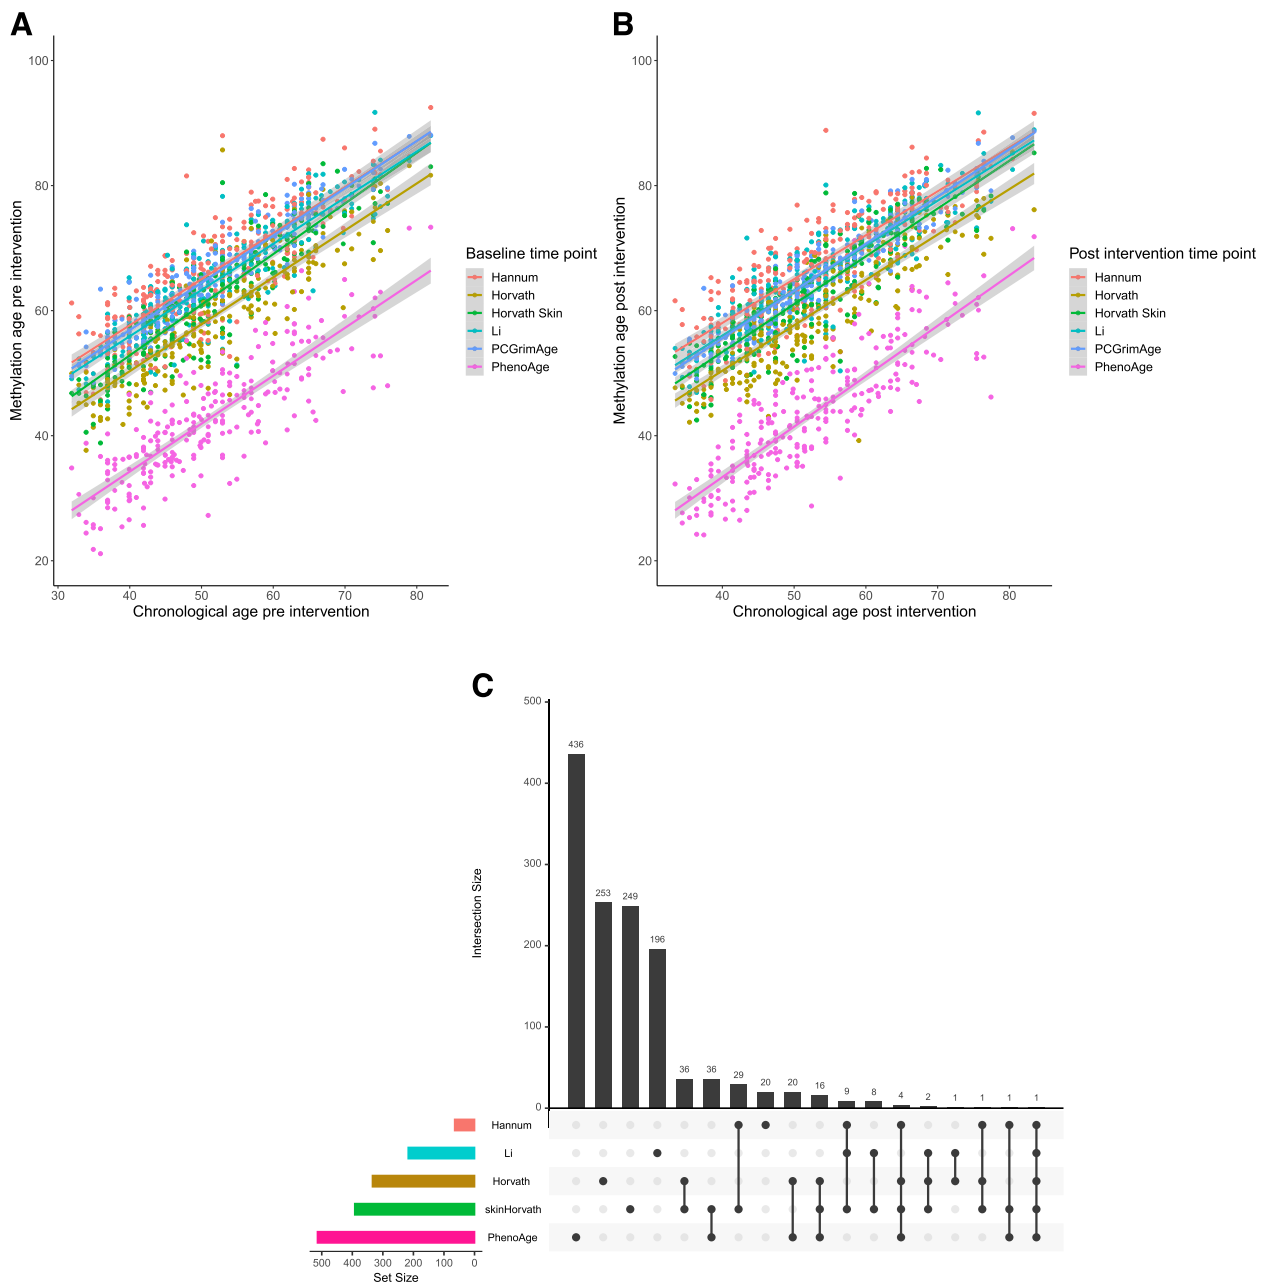 A
100
80
60
40
20
Methylation age pre intervention
30 40 50 60 70 80
Chronological age pre intervention
Baseline time point
Hannum
Horvath
Horvath Skin
Li
PCGrimAge
PhenoAge
B
100
80
60
40
20
Methylation age post intervention
40 50 60 70 80
Chronological age post intervention
Post intervention time point
Hannum
Horvath
Horvath Skin
Li
PCGrimAge
PhenoAge
C
500
400
300
200
100
0
Intersection Size
436 253 249 196 36 36 29 20 20 16 9 8 4 2 1 1 1 1
Hannum
Li
Horvath
skinHorvath
PhenoAge
500 400 300 200 100 0
Set Size